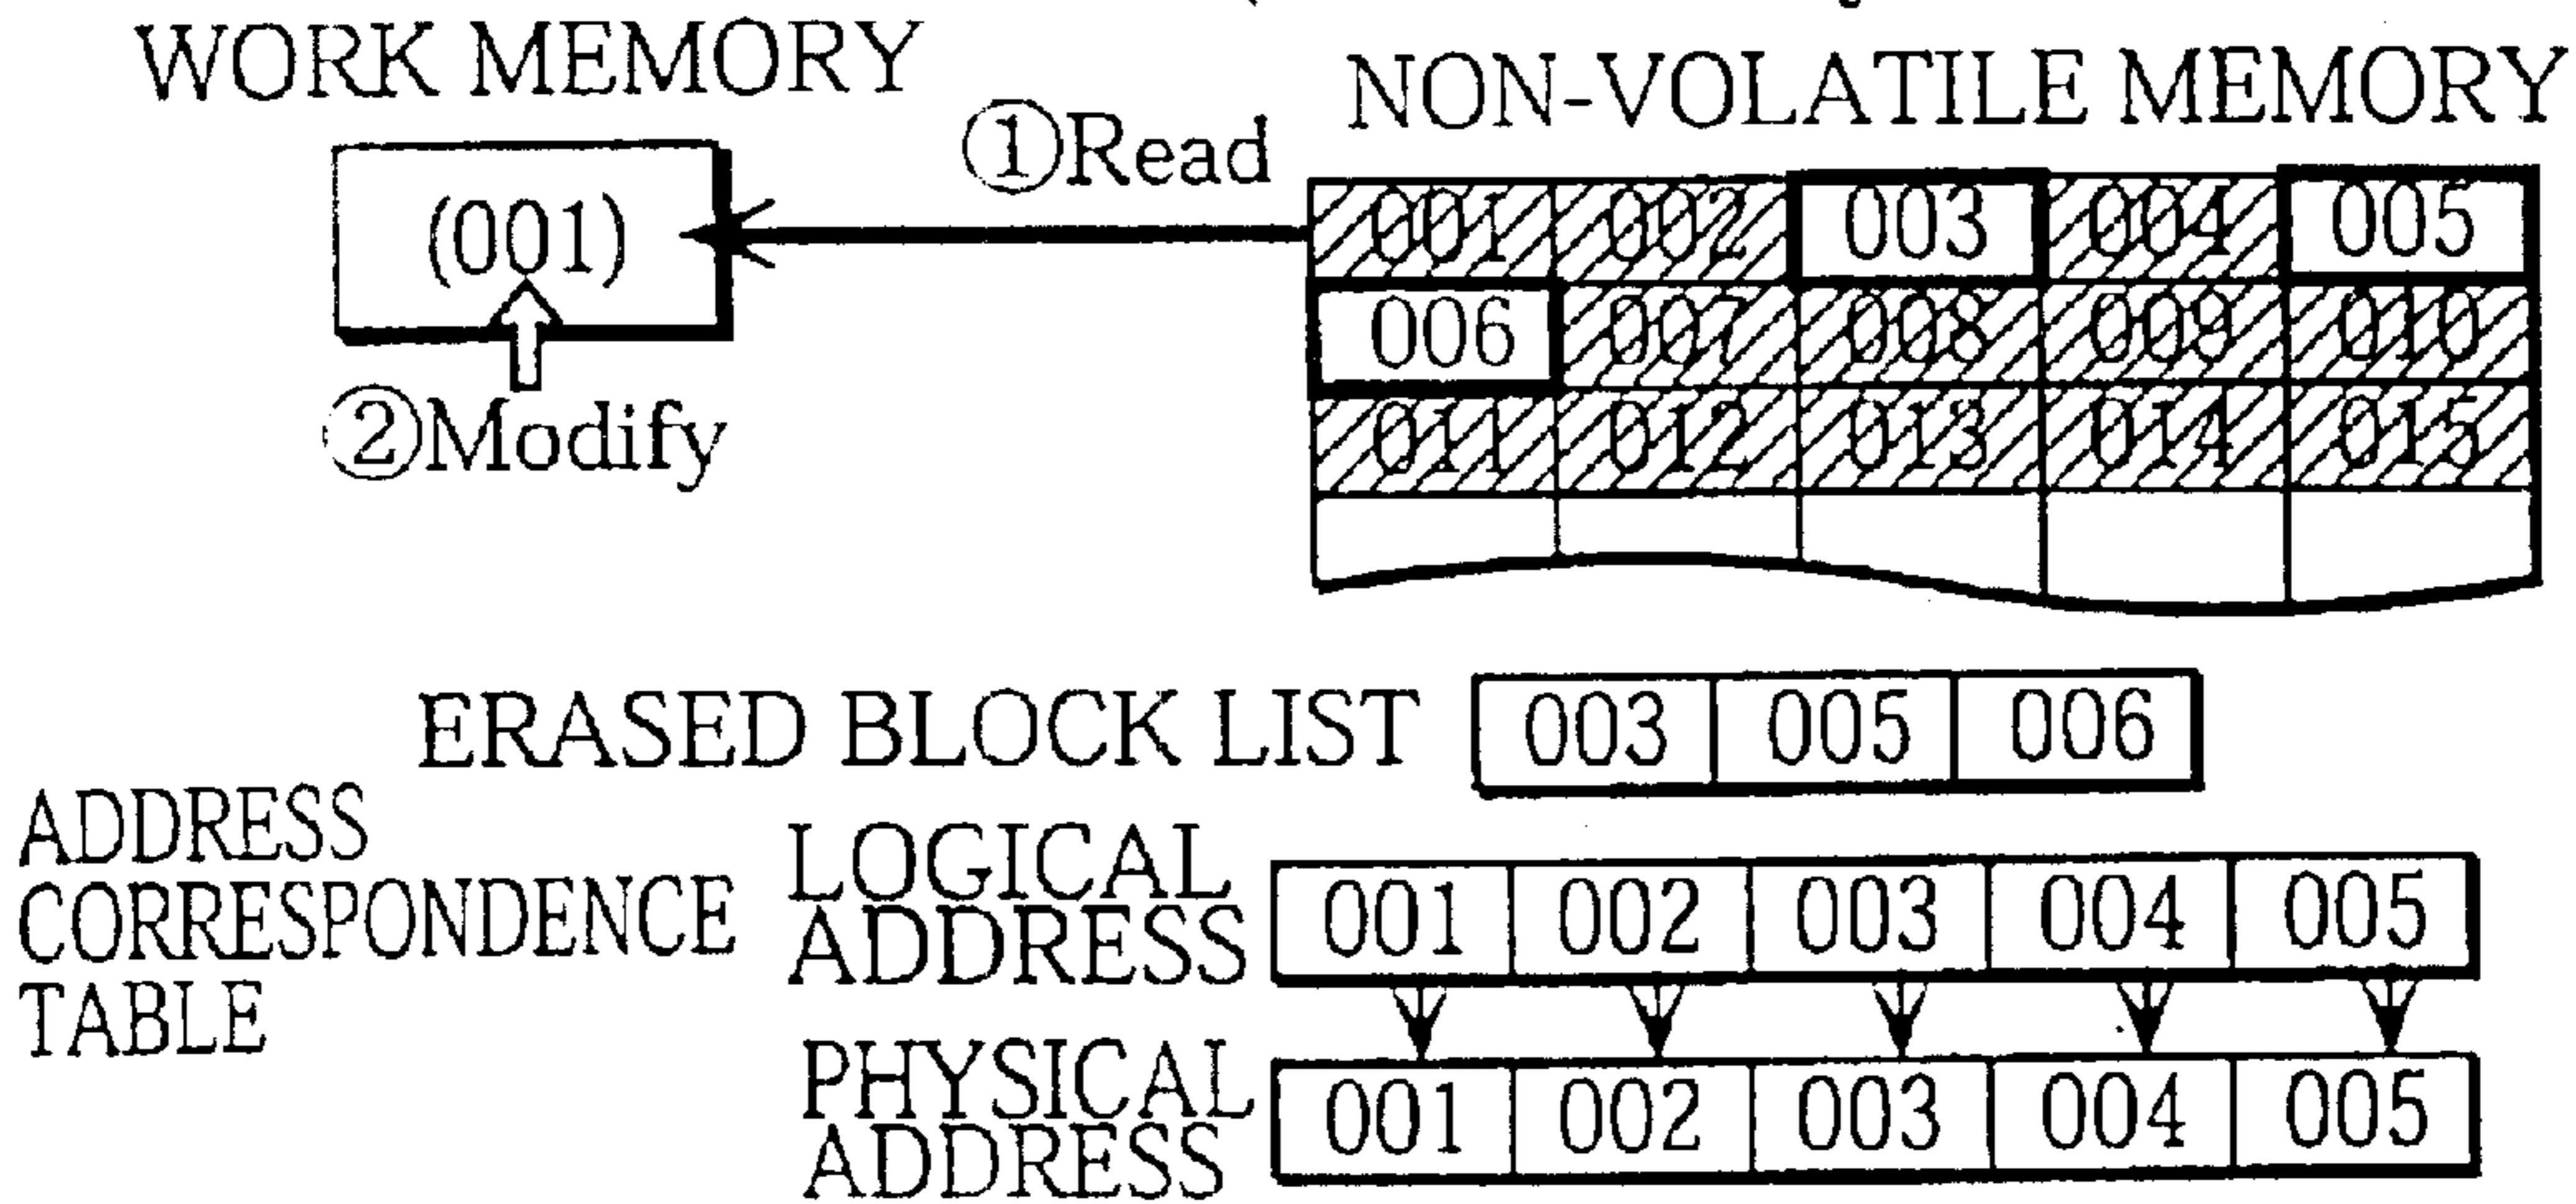 WORK MEMORY
NON-VOLATILE MEMORY
①Read
(001)
②Modify
001 002 003 004 005
006 007 008 009 010
011 012 013 014 015
ERASED BLOCK LIST 003 005 006
ADDRESS
CORRESPONDENCE
TABLE
LOGICAL
ADDRESS
001 002 003 004 005
PHYSICAL
ADDRESS
001 002 003 004 005